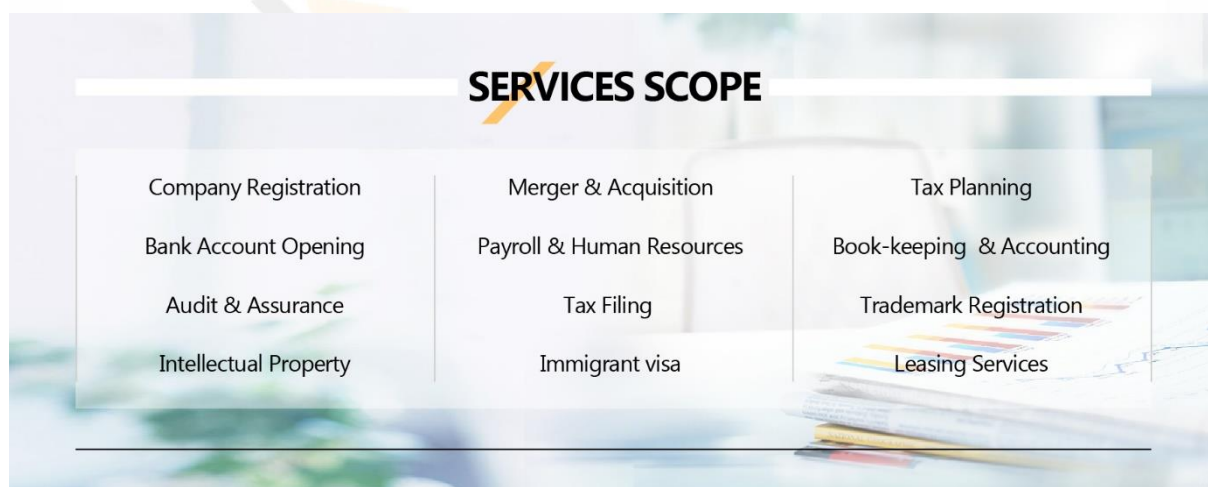 SERVICES SCOPE
Company Registration
Merger & Acquisition
Tax Planning
Bank Account Opening
Payroll & Human Resources
Book-keeping & Accounting
Audit & Assurance
Tax Filing
Trademark Registration
Intellectual Property
Immigrant visa
Leasing Services